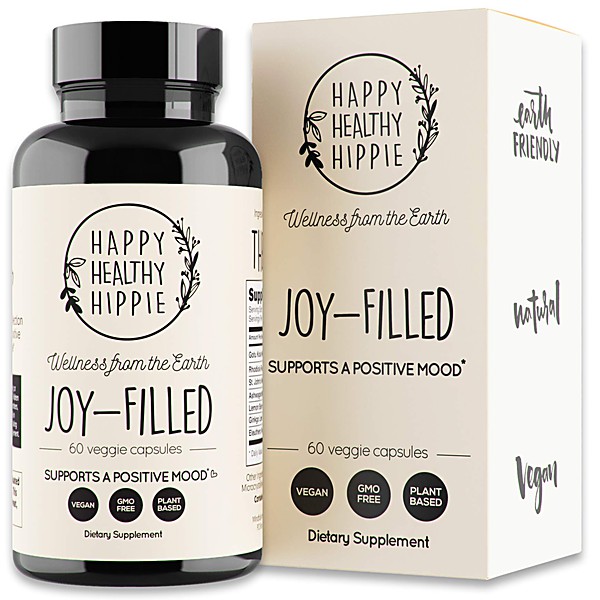 HAPPY
HEALTHY
HIPPIE
Wellness from the Earth
JOY—FILLED
60 veggie capsules
SUPPORTS A POSITIVE MOOD*
VEGAN
GMO
FREE
PLANT
BASED
Dietary Supplement
HAPPY
HEALTHY
HIPPIE
Wellness from the Earth
JOY—FILLED
SUPPORTS A POSITIVE MOOD*
60 veggie capsules
VEGAN
GMO
FREE
PLANT
BASED
Dietary Supplement
earth
FRIENDLY
natural
Vegan